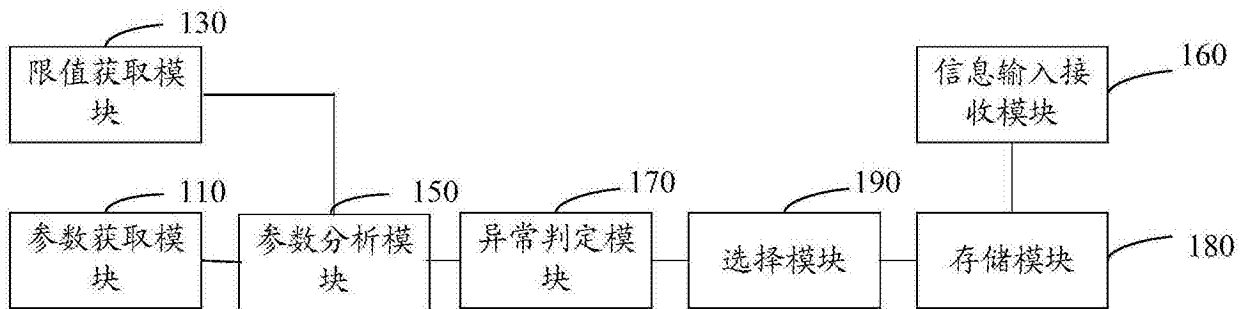 130
限值获取模
块
信息输入接
收模块
160
110
参数获取模
块
150
参数分析模
块
170
异常判定模
块
190
选择模块
存储模块
180